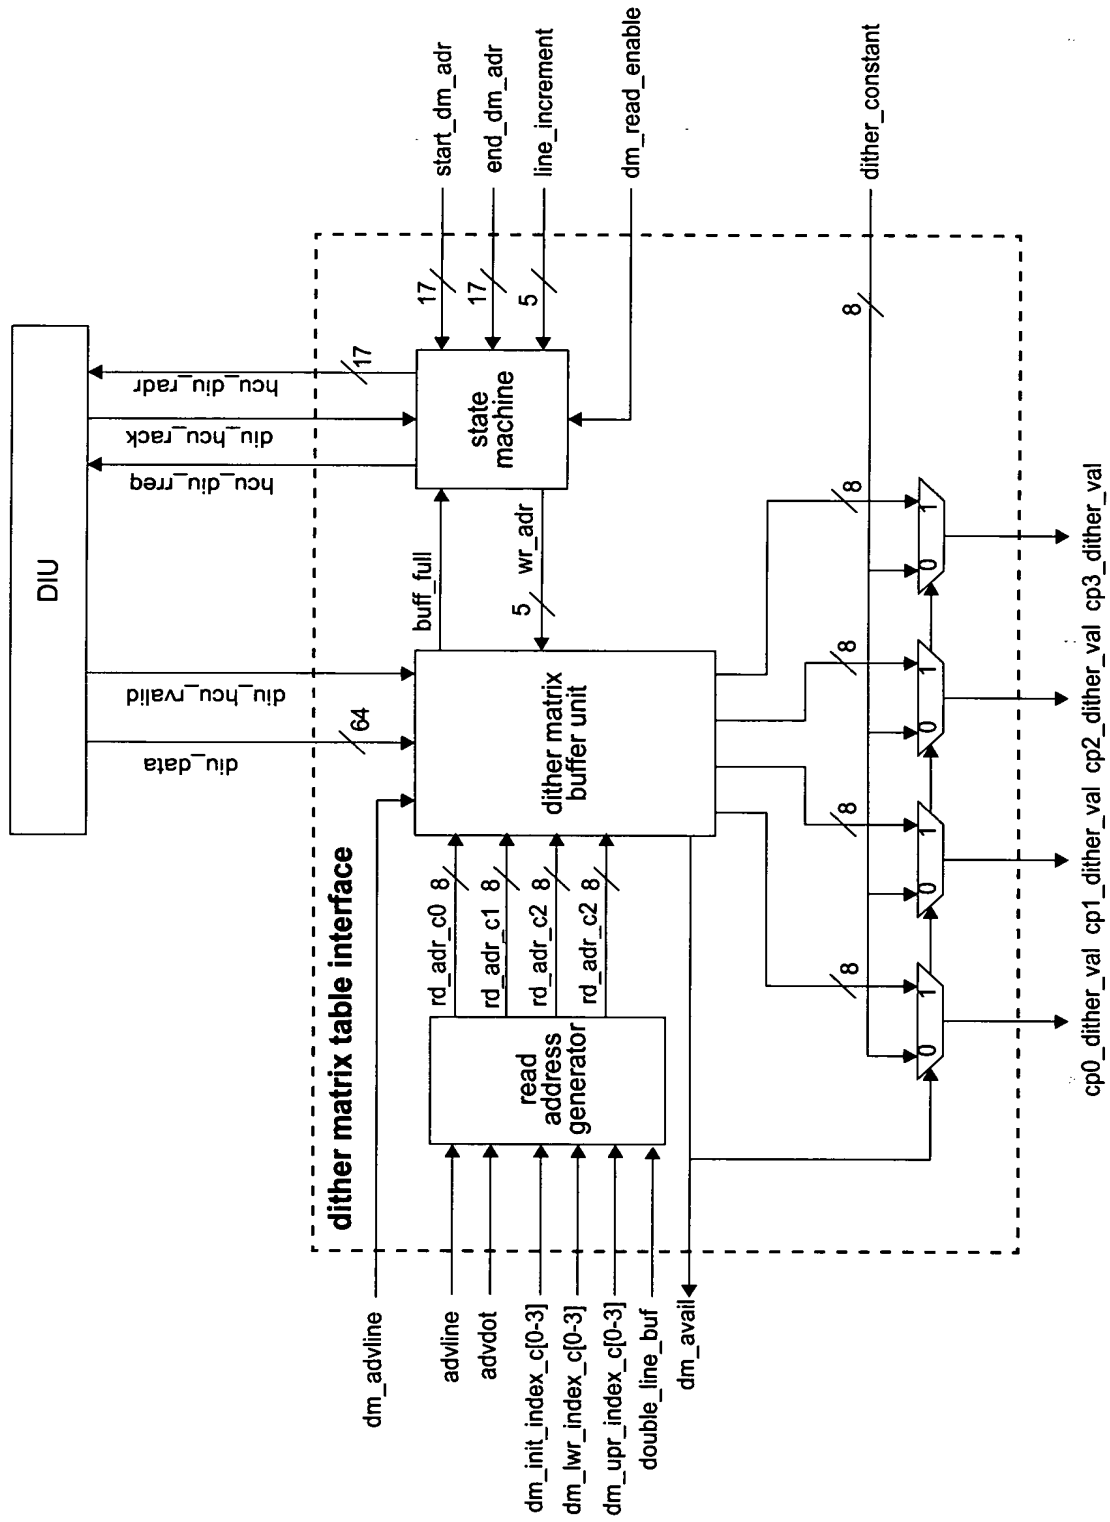 DIU
hcu_diu_radr
diu_hcu_rack
hcu_diu_rreq
diu_hcu_rvalid
diu_data
17
64
start_dm_adr
end_dm_adr
line_increment
dm_read_enable
dither_constant
17
17
5
8
state
machine
buff_full
wr_adr
5
dither matrix
buffer unit
dither matrix table interface
rd_adr_c0
rd_adr_c1
rd_adr_c2
rd_adr_c2
8
8
8
8
read
address
generator
dm_advline
advline
advdot
dm_init_index_c[0-3]
dm_lwr_index_c[0-3]
dm_upr_index_c[0-3]
double_line_buf
dm_avail
8
8
8
8
0
1
0
1
0
1
0
1
cp0_dither_val cp1_dither_val cp2_dither_val cp3_dither_val